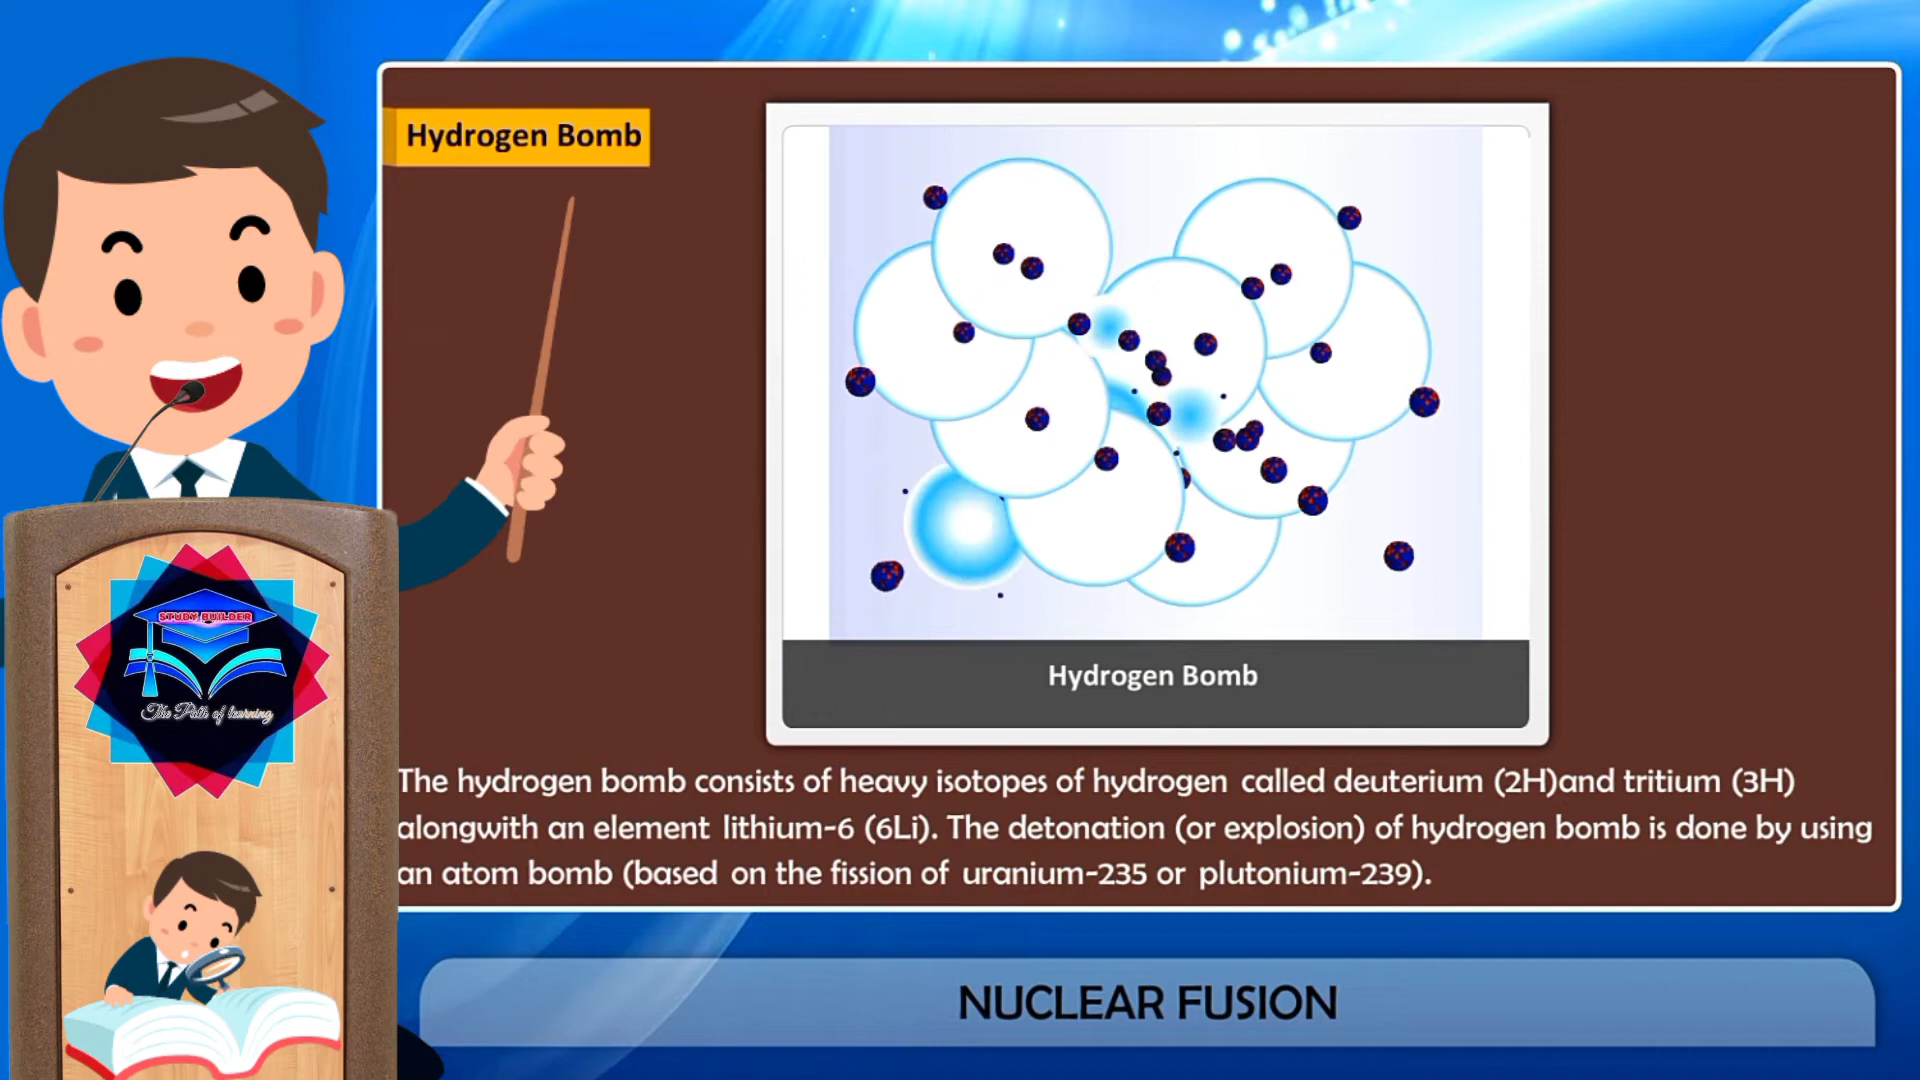 Hydrogen Bomb
Hydrogen Bomb
The hydrogen bomb consists of heavy isotopes of hydrogen called deuterium (2H)and tritium (3H)
alongwith an element lithium-6 (6Li). The detonation (or explosion) of hydrogen bomb is done by using
an atom bomb (based on the fission of uranium-235 or plutonium-239).
STUDY BUILDER
The Path of learning
NUCLEAR FUSION